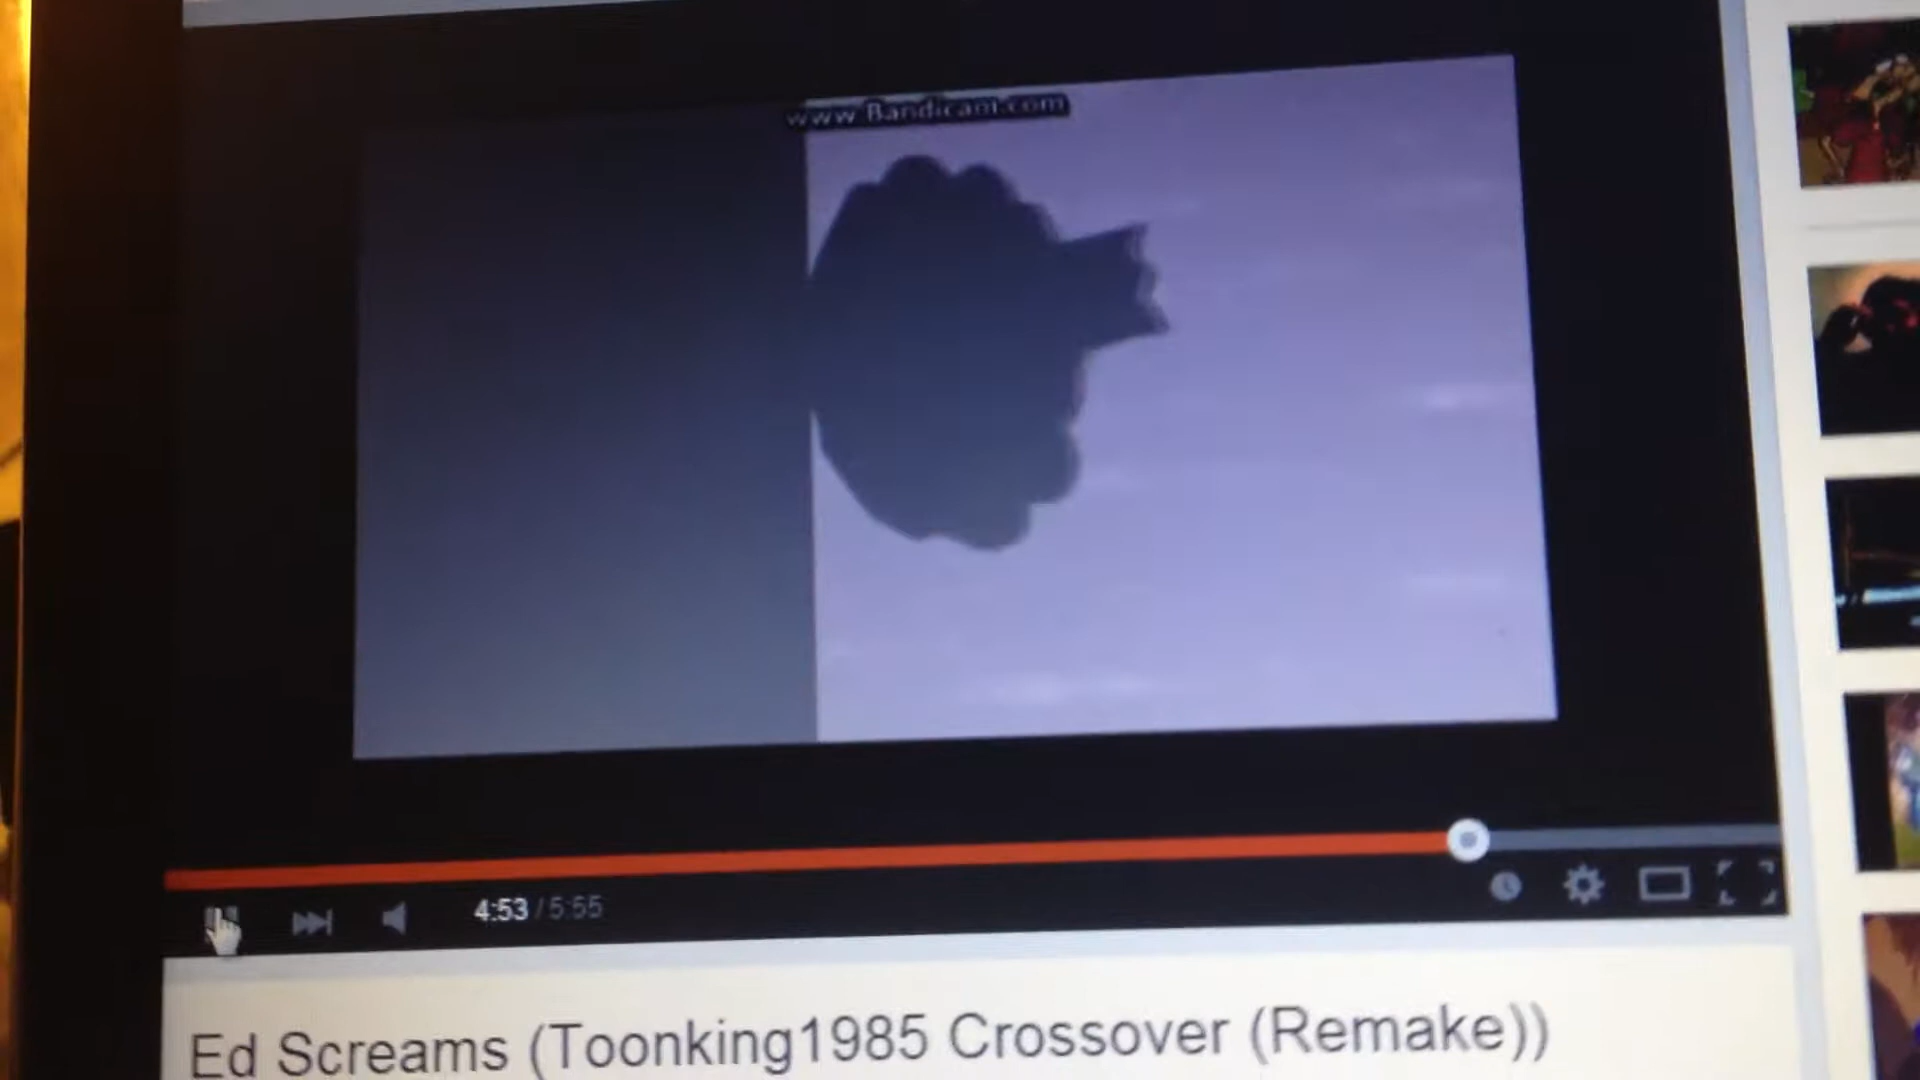 www Bandicam.com
4:53 / 5:55
Ed Screams (Toonking1985 Crossover (Remake))